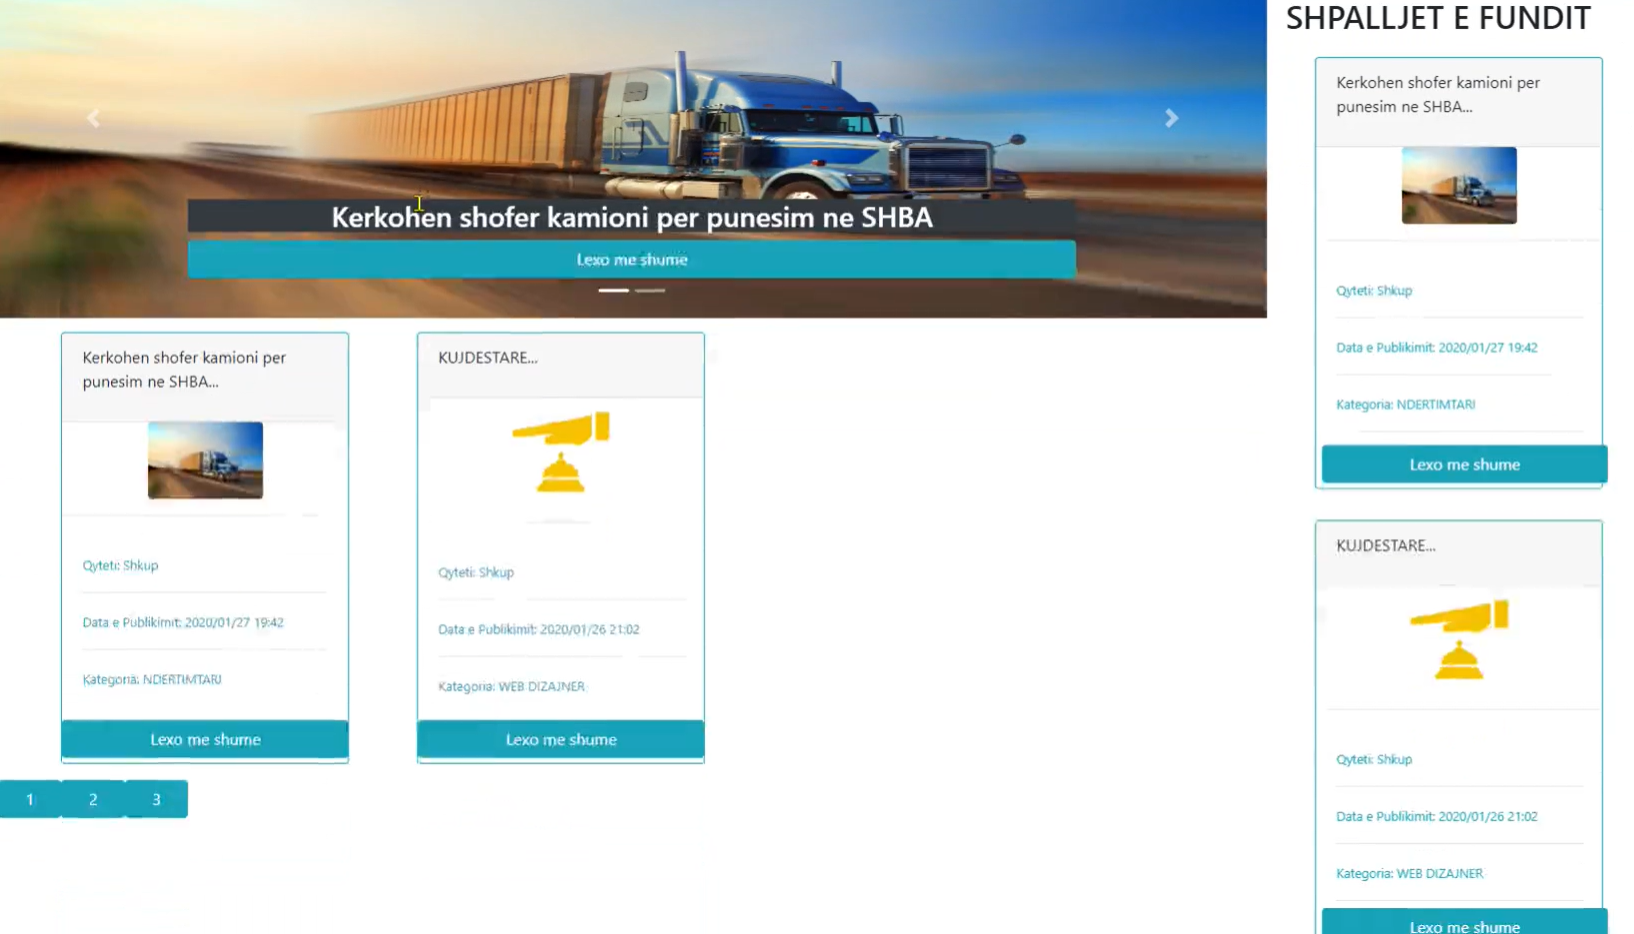 SHPALLJET E FUNDIT
Kerkohen shofer kamioni per punesim ne SHBA
Lexo me shume
Kerkohen shofer kamioni per
punesim ne SHBA...
Qyteti: Shkup
Data e Publikimit: 2020/01/27 19:42
Kategoria: NDERTIMTARI
Lexo me shume
KUJDESTARE...
Qyteti: Shkup
Data e Publikimit: 2020/01/26 21:02
Kategoria: WEB DIZAJNER
Lexo me shume
1 2 3
Kerkohen shofer kamioni per
punesim ne SHBA...
Qyteti: Shkup
Data e Publikimit: 2020/01/27 19:42
Kategoria: NDERTIMTARI
Lexo me shume
KUJDESTARE...
Qyteti: Shkup
Data e Publikimit: 2020/01/26 21:02
Kategoria: WEB DIZAJNER
Lexo me shume